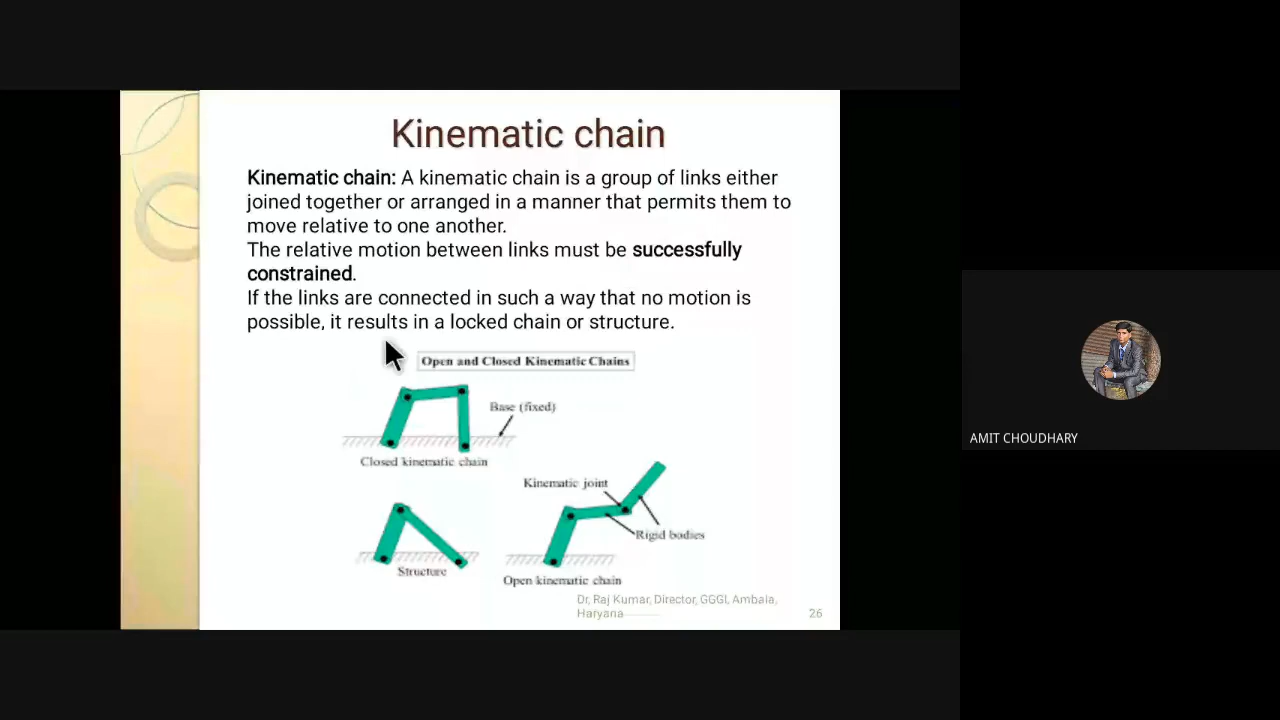 Kinematic chain
Kinematic chain: A kinematic chain is a group of links either
joined together or arranged in a manner that permits them to
move relative to one another.
The relative motion between links must be successfully
constrained.
If the links are connected in such a way that no motion is
possible, it results in a locked chain or structure.
Open and Closed Kinematic Chains
Base (fixed)
Closed kinematic chain
Kinematic joint
Rigid bodies
Structure
Open kinematic chain
Dr, Raj Kumar, Director, GGGI, Ambala,
Haryana
26
AMIT CHOUDHARY